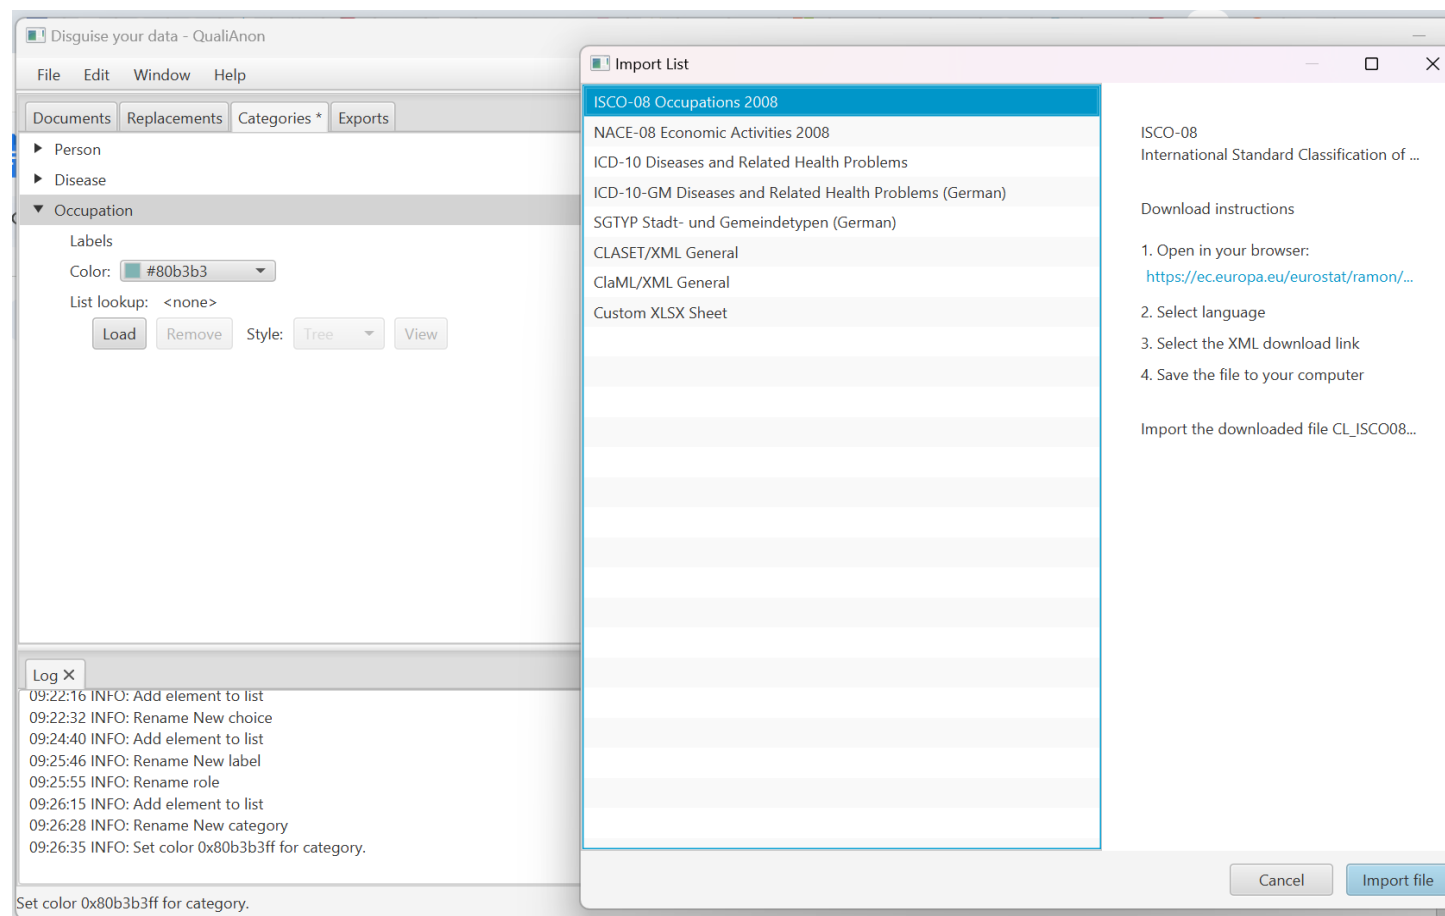 Disguise your data - QualiAnon
File Edit Window Help
Documents Replacements Categories * Exports
Person
Disease
Occupation
Labels
Color: #80b3b3
List lookup: <none>
Load Remove Style: Tree View
Log
09:22:16 INFO: Add element to list
09:22:32 INFO: Rename New choice
09:24:40 INFO: Add element to list
09:25:46 INFO: Rename New label
09:25:55 INFO: Rename role
09:26:15 INFO: Add element to list
09:26:28 INFO: Rename New category
09:26:35 INFO: Set color 0x80b3b3ff for category.
Set color 0x80b3b3ff for category.
Import List
ISCO-08 Occupations 2008
NACE-08 Economic Activities 2008
ICD-10 Diseases and Related Health Problems
ICD-10-GM Diseases and Related Health Problems (German)
SGTYP Stadt- und Gemeindetypen (German)
CLASET/XML General
ClaML/XML General
Custom XLSX Sheet
ISCO-08
International Standard Classification of ...
Download instructions
1. Open in your browser:
https://ec.europa.eu/eurostat/ramon/...
2. Select language
3. Select the XML download link
4. Save the file to your computer
Import the downloaded file CL_ISCO08...
Cancel Import file